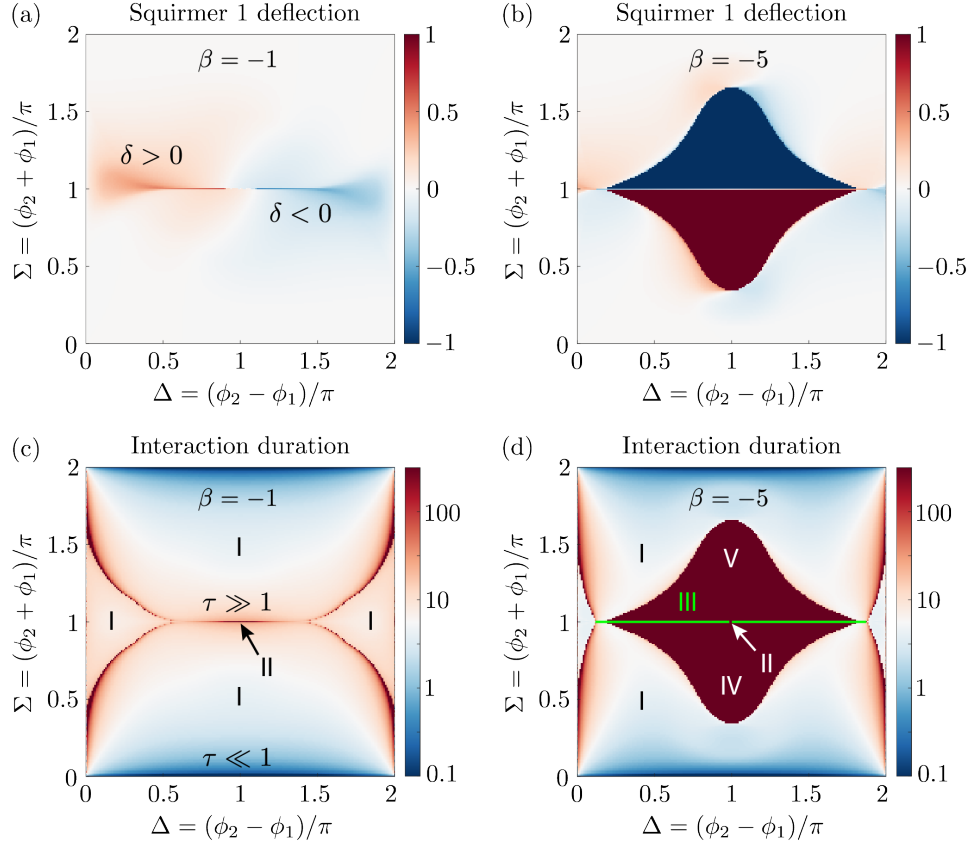 (a) Squirmer 1 deflection
β = −1
δ > 0
δ < 0
2
1.5
1
0.5
0
Σ = (ϕ₂ + ϕ₁)/π
0 0.5 1 1.5 2
Δ = (ϕ₂ − ϕ₁)/π
1
0.5
0
−0.5
−1
(b) Squirmer 1 deflection
β = −5
2
1.5
1
0.5
0
Σ = (ϕ₂ + ϕ₁)/π
0 0.5 1 1.5 2
Δ = (ϕ₂ − ϕ₁)/π
1
0.5
0
−0.5
−1
(c) Interaction duration
β = −1
I
τ ≫ 1
I I
II
I
τ ≪ 1
2
1.5
1
0.5
0
Σ = (ϕ₂ + ϕ₁)/π
0 0.5 1 1.5 2
Δ = (ϕ₂ − ϕ₁)/π
100
10
1
0.1
(d) Interaction duration
β = −5
I V
III
II
IV
I
2
1.5
1
0.5
0
Σ = (ϕ₂ + ϕ₁)/π
0 0.5 1 1.5 2
Δ = (ϕ₂ − ϕ₁)/π
100
10
1
0.1